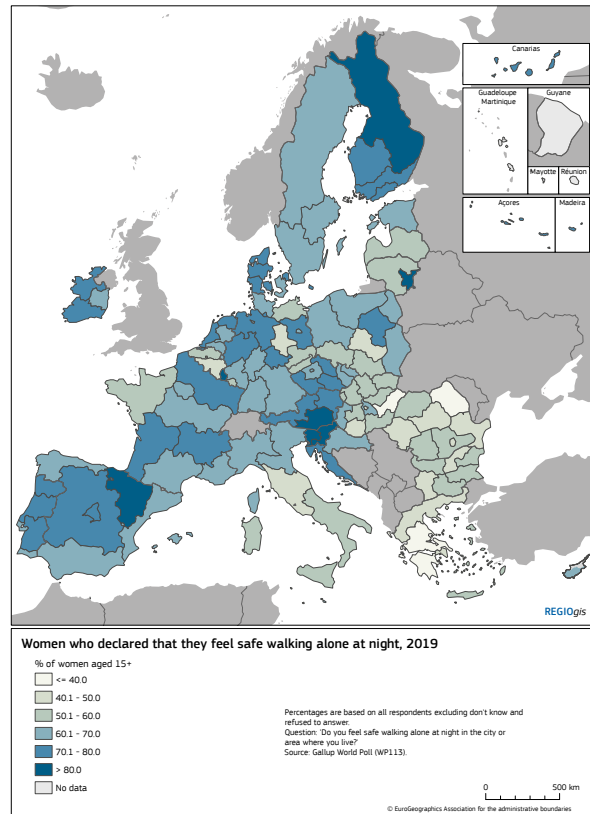 Canarias
Guadeloupe
Martinique
Guyane
Mayotte
Réunion
Açores
Madeira
REGIOgis
Women who declared that they feel safe walking alone at night, 2019
% of women aged 15+
<= 40.0
40.1 - 50.0
50.1 - 60.0
60.1 - 70.0
70.1 - 80.0
> 80.0
No data
Percentages are based on all respondents excluding don't know and
refused to answer.
Question: 'Do you feel safe walking alone at night in the city or
area where you live?'
Source: Gallup World Poll (WP113).
0 500 km
© EuroGeographics Association for the administrative boundaries